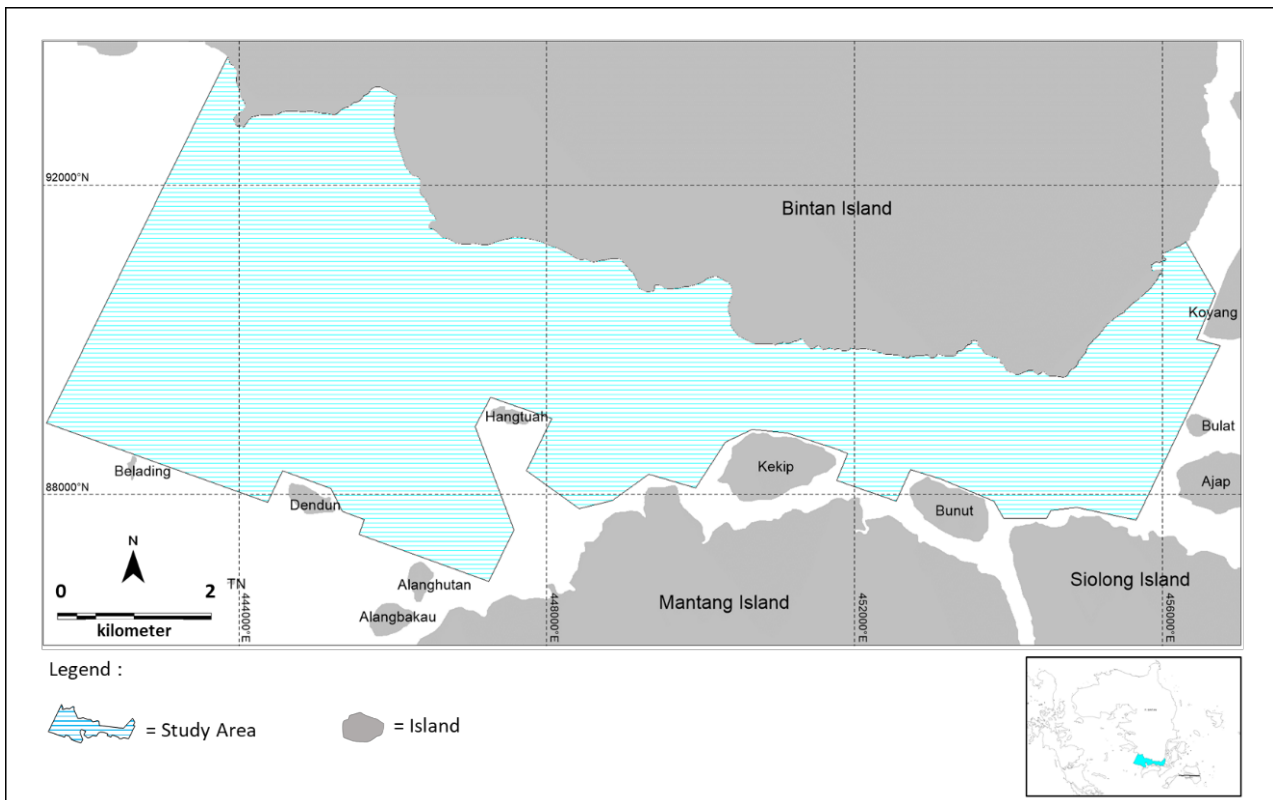 92000°N
Bintan Island
Koyang
Hangtuah
Bulat
Belading
Kekip
Ajap
88000°N
Dendun
Bunut
N
Alanghutan
Siolong Island
0 2
TN
Mantang Island
Alangbakau
kilometer
444000°E
448000°E
452000°E
456000°E
Legend :
= Study Area
= Island